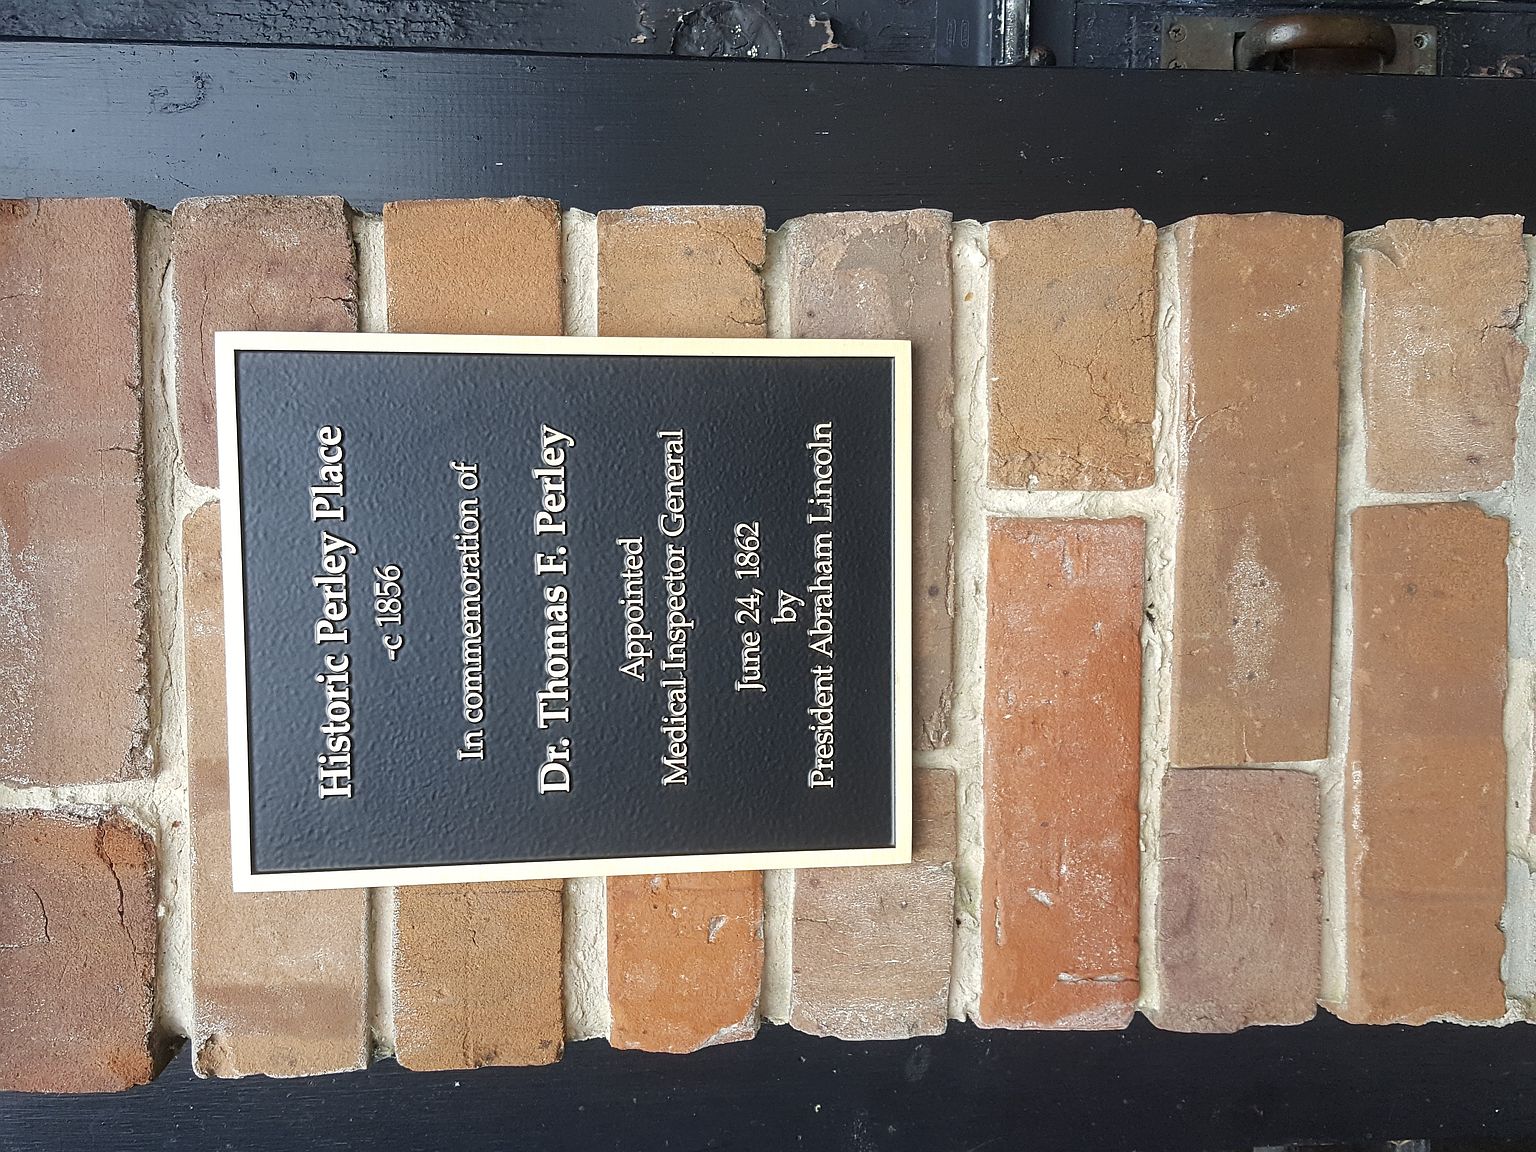 Historic Perley Place
-c 1856
In commemoration of
Dr. Thomas F. Perley
Appointed
Medical-Inspector General
June 24, 1862
by
President Abraham Lincoln